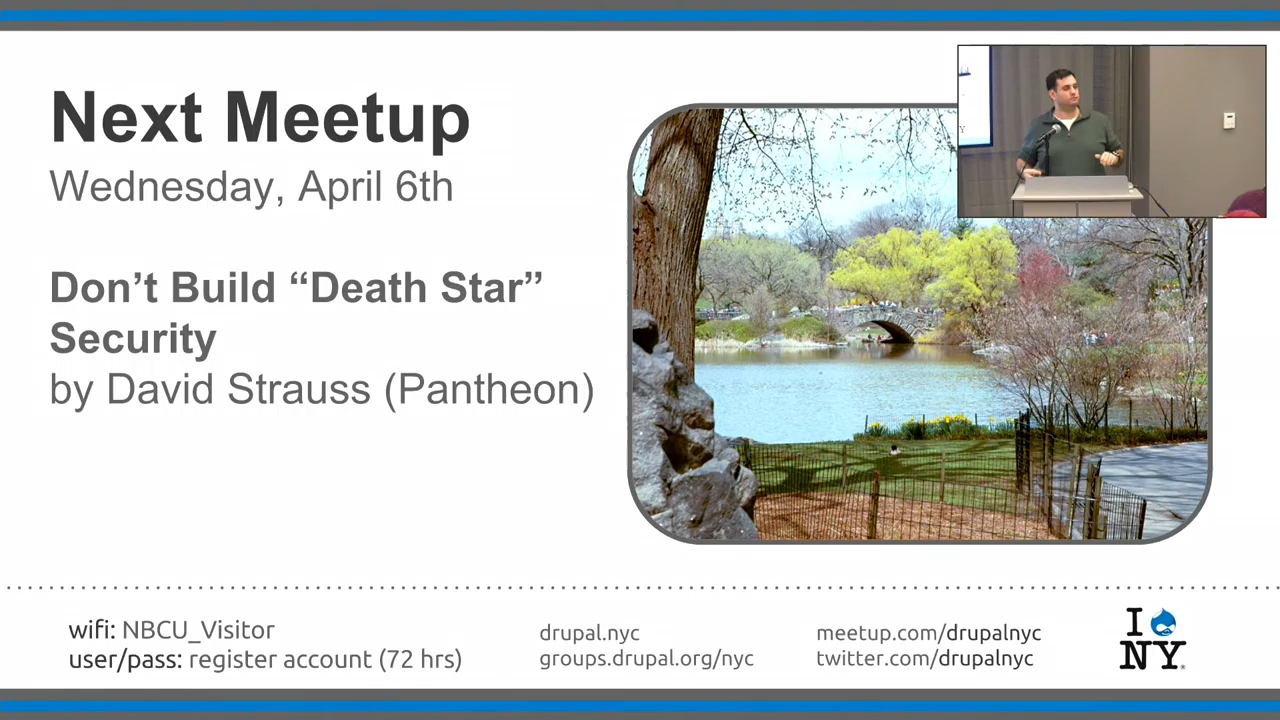 Next Meetup
Wednesday, April 6th
Don’t Build “Death Star”
Security
by David Strauss (Pantheon)
wifi: NBCU_Visitor
user/pass: register account (72 hrs)
drupal.nyc
groups.drupal.org/nyc
meetup.com/drupalnyc
twitter.com/drupalnyc
I
NY